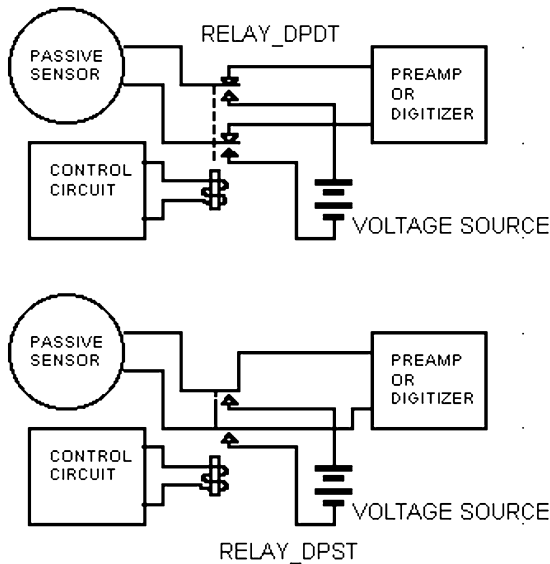 RELAY_DPDT
PASSIVE
SENSOR
PREAMP
OR
DIGITIZER
CONTROL
CIRCUIT
VOLTAGE SOURCE
PASSIVE
SENSOR
PREAMP
OR
DIGITIZER
CONTROL
CIRCUIT
VOLTAGE SOURCE
RELAY_DPST